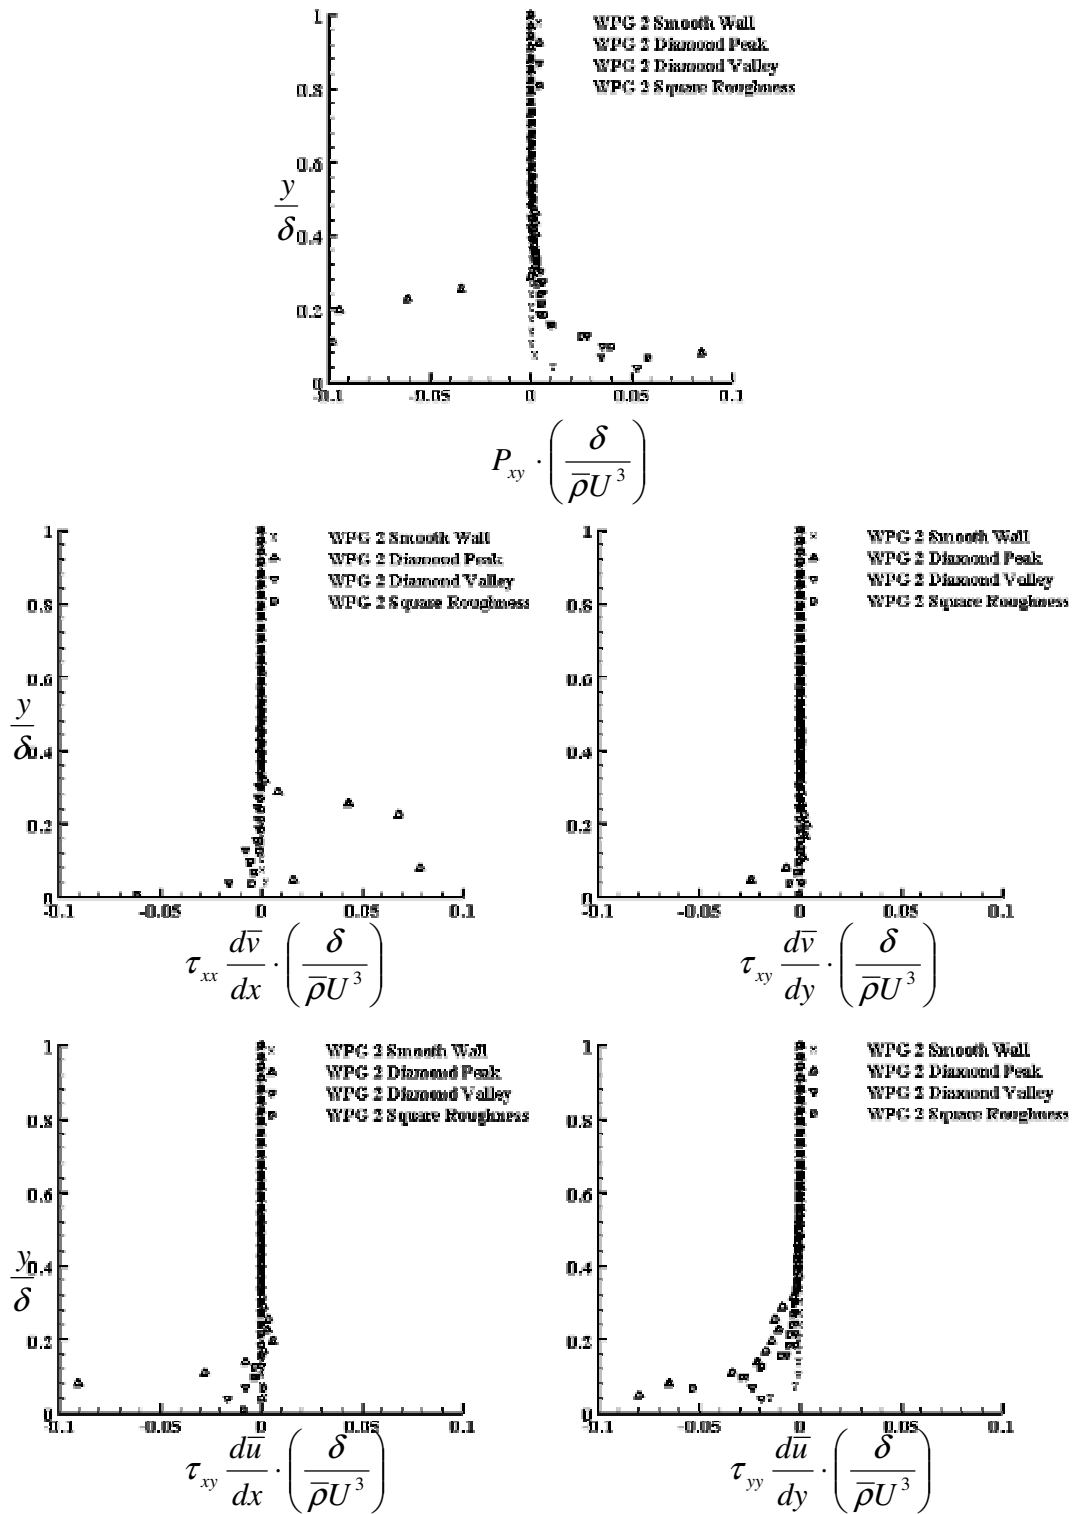 1 WPG 2 Smooth Wall
WPG 2 Diamond Peak
WPG 2 Diamond Valley
0.8 WPG 2 Square Roughness
0.6
y/δ
0.4
0.2
0
-0.1 -0.05 0 0.05 0.1
P_xy · (δ / ρ̅U³)
1 WPG 2 Smooth Wall
WPG 2 Diamond Peak
WPG 2 Diamond Valley
0.8 WPG 2 Square Roughness
0.6
y/δ
0.4
0.2
0
-0.1 -0.05 0 0.05 0.1
τ_xx dv̅/dx · (δ / ρ̅U³)
1 WPG 2 Smooth Wall
WPG 2 Diamond Peak
WPG 2 Diamond Valley
0.8 WPG 2 Square Roughness
0.6
0.4
0.2
0
-0.1 -0.05 0 0.05 0.1
τ_xy dv̅/dy · (δ / ρ̅U³)
1 WPG 2 Smooth Wall
WPG 2 Diamond Peak
WPG 2 Diamond Valley
0.8 WPG 2 Square Roughness
0.6
y/δ
0.4
0.2
0
-0.1 -0.05 0 0.05 0.1
τ_xy du̅/dx · (δ / ρ̅U³)
1 WPG 2 Smooth Wall
WPG 2 Diamond Peak
WPG 2 Diamond Valley
0.8 WPG 2 Square Roughness
0.6
0.4
0.2
0
-0.1 -0.05 0 0.05 0.1
τ_yy du̅/dy · (δ / ρ̅U³)